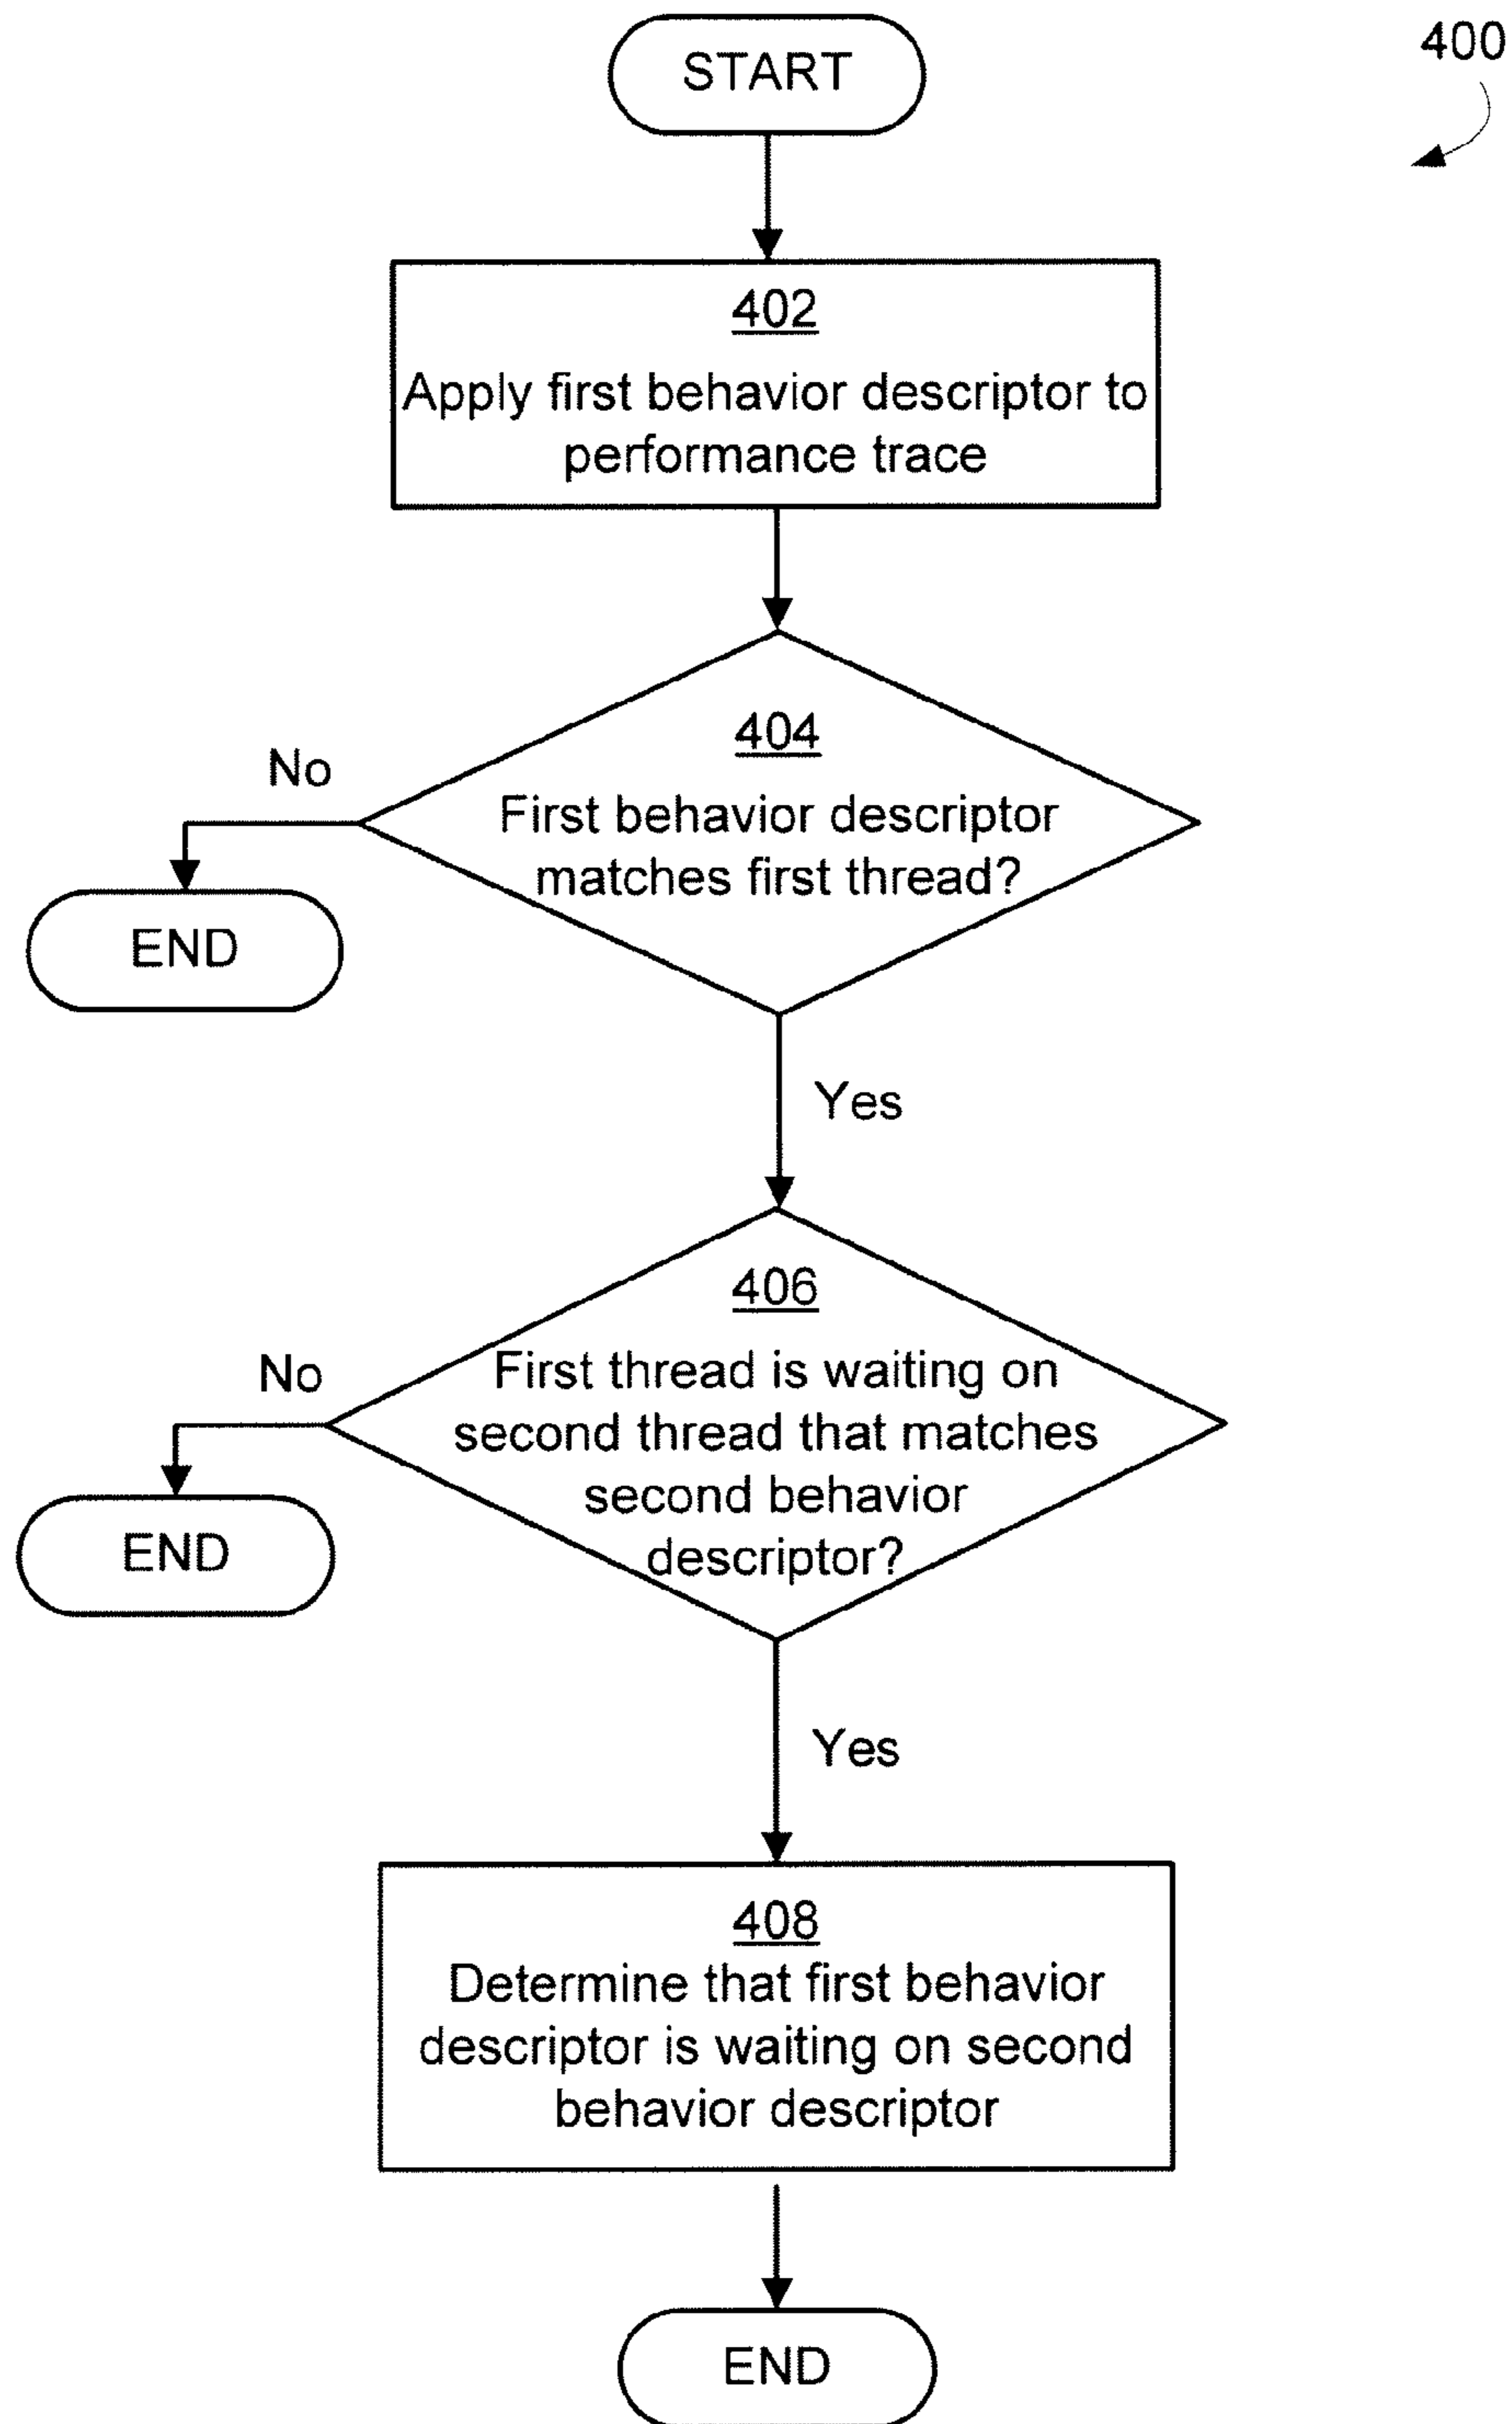 400
START
402
Apply first behavior descriptor to
performance trace
404
First behavior descriptor
matches first thread?
No
END
Yes
406
First thread is waiting on
second thread that matches
second behavior
descriptor?
No
END
Yes
408
Determine that first behavior
descriptor is waiting on second
behavior descriptor
END